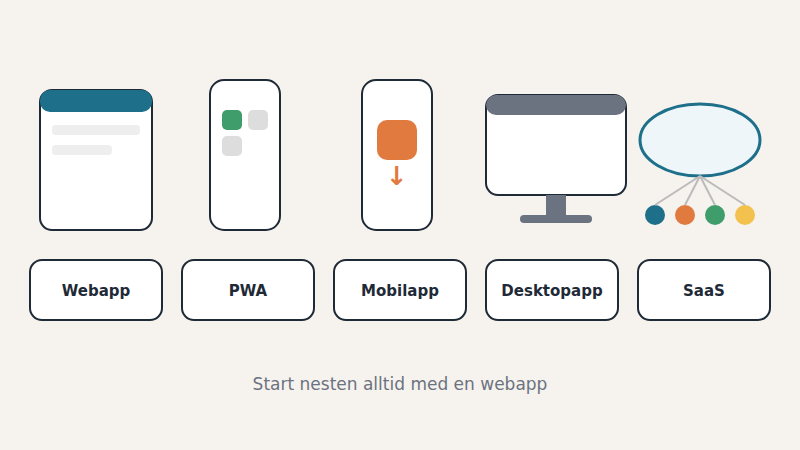 Webapp
PWA
Mobilapp
Desktopapp
SaaS
Start nesten alltid med en webapp